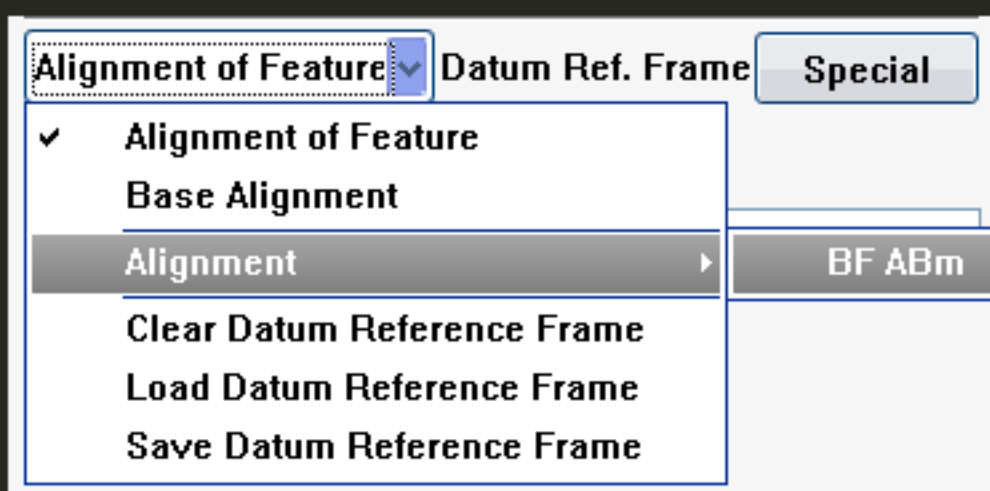 Alignment of Feature Datum Ref. Frame Special
Alignment of Feature
Base Alignment
Alignment BF ABm
Clear Datum Reference Frame
Load Datum Reference Frame
Save Datum Reference Frame